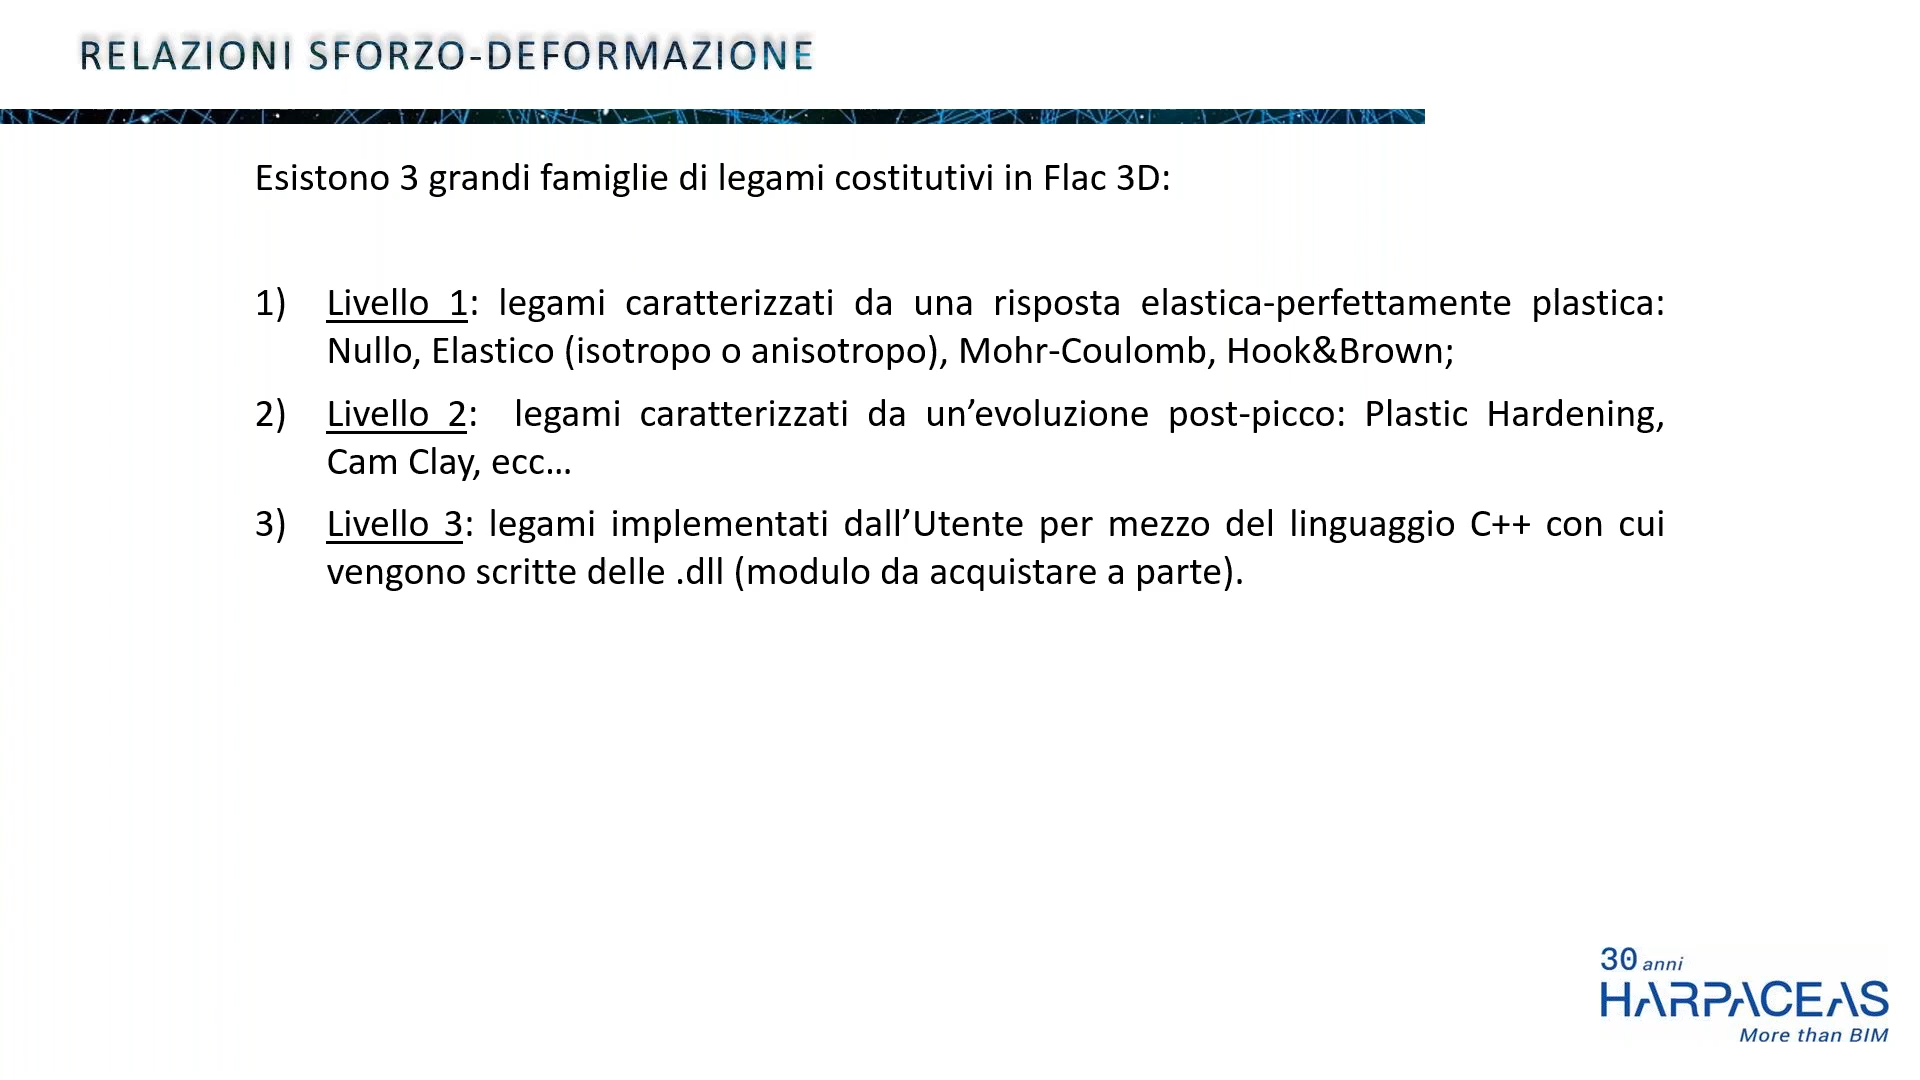 RELAZIONI SFORZO-DEFORMAZIONE
Esistono 3 grandi famiglie di legami costitutivi in Flac 3D:
1) Livello 1: legami caratterizzati da una risposta elastica-perfettamente plastica:
Nullo, Elastico (isotropo o anisotropo), Mohr-Coulomb, Hook&Brown;
2) Livello 2: legami caratterizzati da un’evoluzione post-picco: Plastic Hardening,
Cam Clay, ecc…
3) Livello 3: legami implementati dall’Utente per mezzo del linguaggio C++ con cui
vengono scritte delle .dll (modulo da acquistare a parte).
30 anni
HARPACEAS
More than BIM